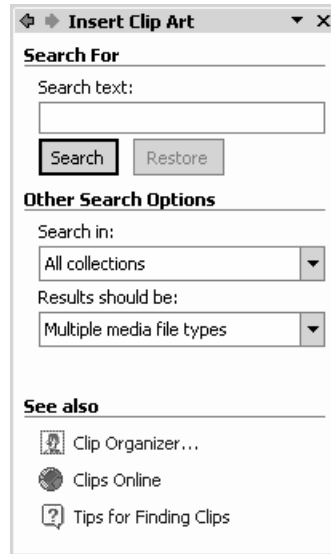 Insert Clip Art
Search For
Search text:
Search Restore
Other Search Options
Search in:
All collections
Results should be:
Multiple media file types
See also
Clip Organizer...
Clips Online
Tips for Finding Clips